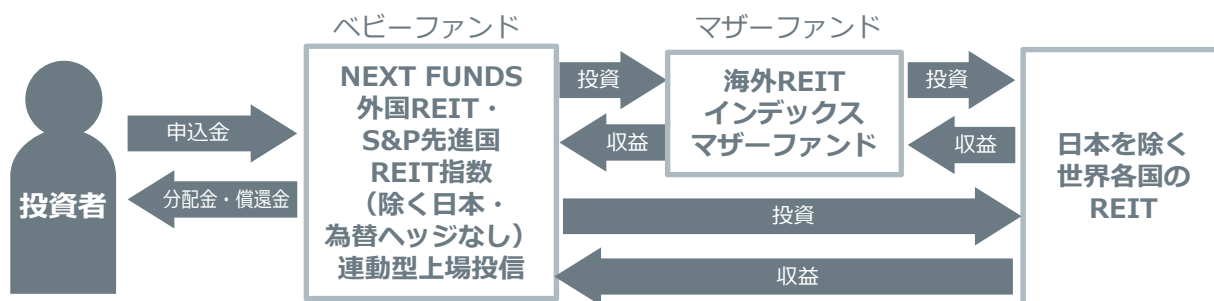 ベビーファンド
マザーファンド
投資者
申込金
分配金・償還金
NEXT FUNDS
外国REIT・
S&P先進国
REIT指数
（除く日本・
為替ヘッジなし）
連動型上場投信
投資
収益
海外REIT
インデックス
マザーファンド
投資
収益
投資
収益
日本を除く
世界各国の
REIT